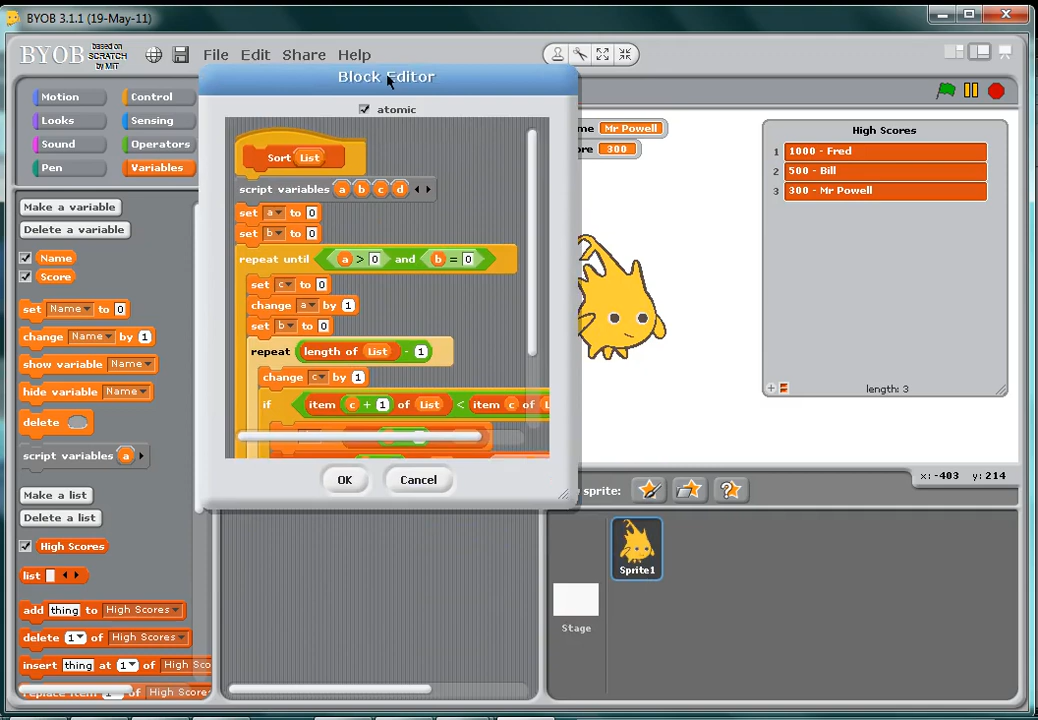 BYOB 3.1.1 (19-May-11)
BYOB
based on
SCRATCH
by MIT
File Edit Share Help
Block Editor
atomic
Motion Control
Looks Sensing
Sound Operators
Pen Variables
Make a variable
Delete a variable
Name
Score
set Name to 0
change Name by 1
show variable Name
hide variable Name
delete
script variables a
Make a list
Delete a list
High Scores
list
add thing to High Scores
delete 1 of High Scores
insert thing at 1 of High Sco
replace item 1 of High Score
Sort List
script variables a b c d
set a to 0
set b to 0
repeat until a > 0 and b = 0
set c to 0
change a by 1
set b to 0
repeat length of List - 1
change c by 1
if item c + 1 of List < item c of L
OK Cancel
me Mr Powell
ore 300
High Scores
1 1000 - Fred
2 500 - Bill
3 300 - Mr Powell
+ length: 3
x: -403 y: 214
sprite:
Sprite1
Stage